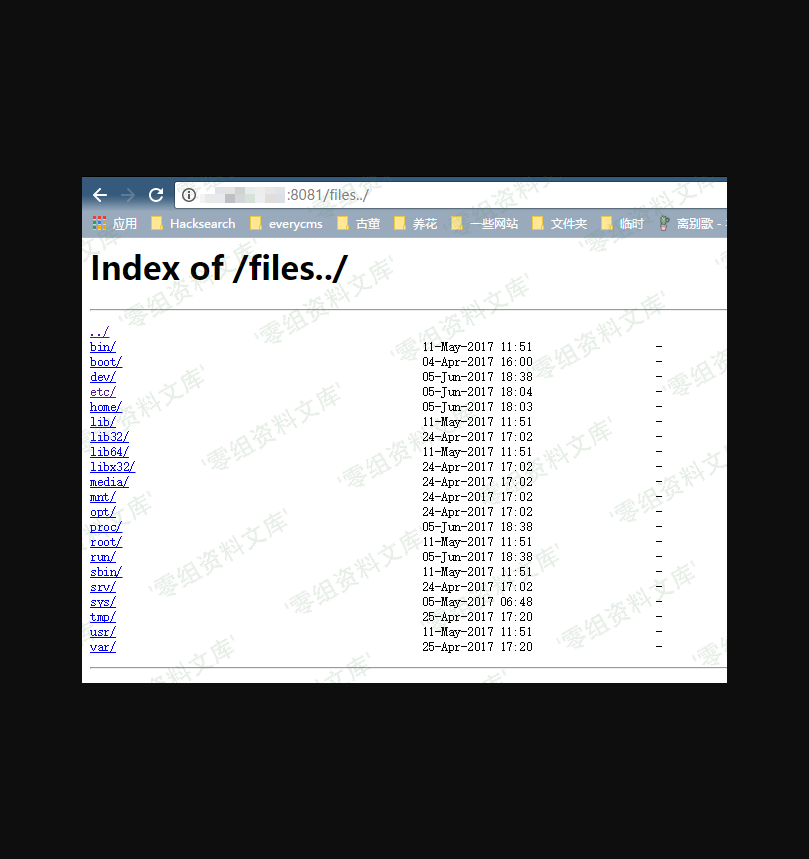 :8081/files../
应用 Hacksearch everycms 古董 养花 一些网站 文件夹 临时 离别歌 -
Index of /files../
../
bin/ 11-May-2017 11:51 -
boot/ 04-Apr-2017 16:00 -
dev/ 05-Jun-2017 18:38 -
etc/ 05-Jun-2017 18:04 -
home/ 05-Jun-2017 18:03 -
lib/ 11-May-2017 11:51 -
lib32/ 24-Apr-2017 17:02 -
lib64/ 11-May-2017 11:51 -
libx32/ 24-Apr-2017 17:02 -
media/ 24-Apr-2017 17:02 -
mnt/ 24-Apr-2017 17:02 -
opt/ 24-Apr-2017 17:02 -
proc/ 05-Jun-2017 18:38 -
root/ 11-May-2017 11:51 -
run/ 05-Jun-2017 18:38 -
sbin/ 11-May-2017 11:51 -
srv/ 24-Apr-2017 17:02 -
sys/ 05-May-2017 06:48 -
tmp/ 25-Apr-2017 17:20 -
usr/ 11-May-2017 11:51 -
var/ 25-Apr-2017 17:20 -
'零组资料文库'